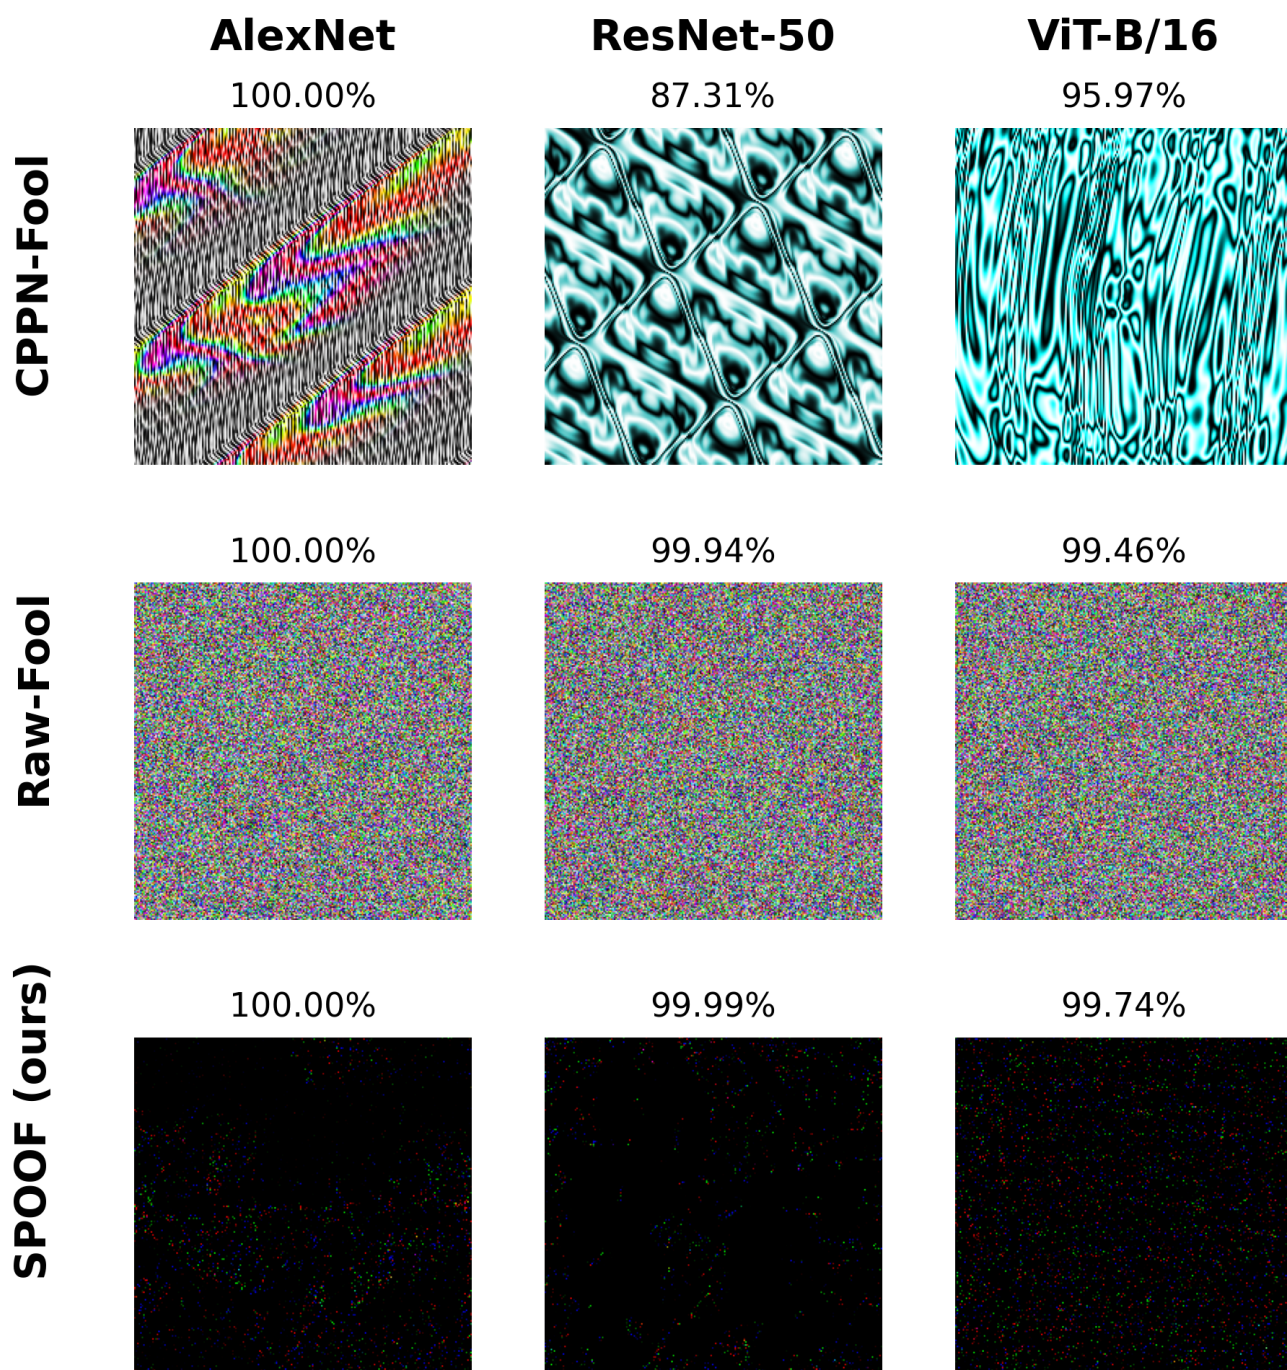 AlexNet ResNet-50 ViT-B/16
100.00% 87.31% 95.97%
CPPN-Fool
100.00% 99.94% 99.46%
Raw-Fool
100.00% 99.99% 99.74%
SPOOF (ours)